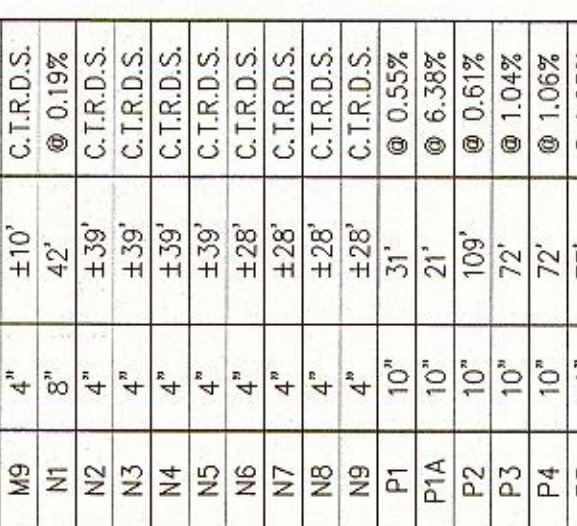 M9 4" ±10' C.T.R.D.S.
N1 8" 42' @ 0.19%
N2 4" ±39' C.T.R.D.S.
N3 4" ±39' C.T.R.D.S.
N4 4" ±39' C.T.R.D.S.
N5 4" ±39' C.T.R.D.S.
N6 4" ±28' C.T.R.D.S.
N7 4" ±28' C.T.R.D.S.
N8 4" ±28' C.T.R.D.S.
N9 4" ±28' C.T.R.D.S.
P1 10" 31' @ 0.55%
P1A 10" 21' @ 6.38%
P2 10" 109' @ 0.61%
P3 10" 72' @ 1.04%
P4 10" 72' @ 1.06%